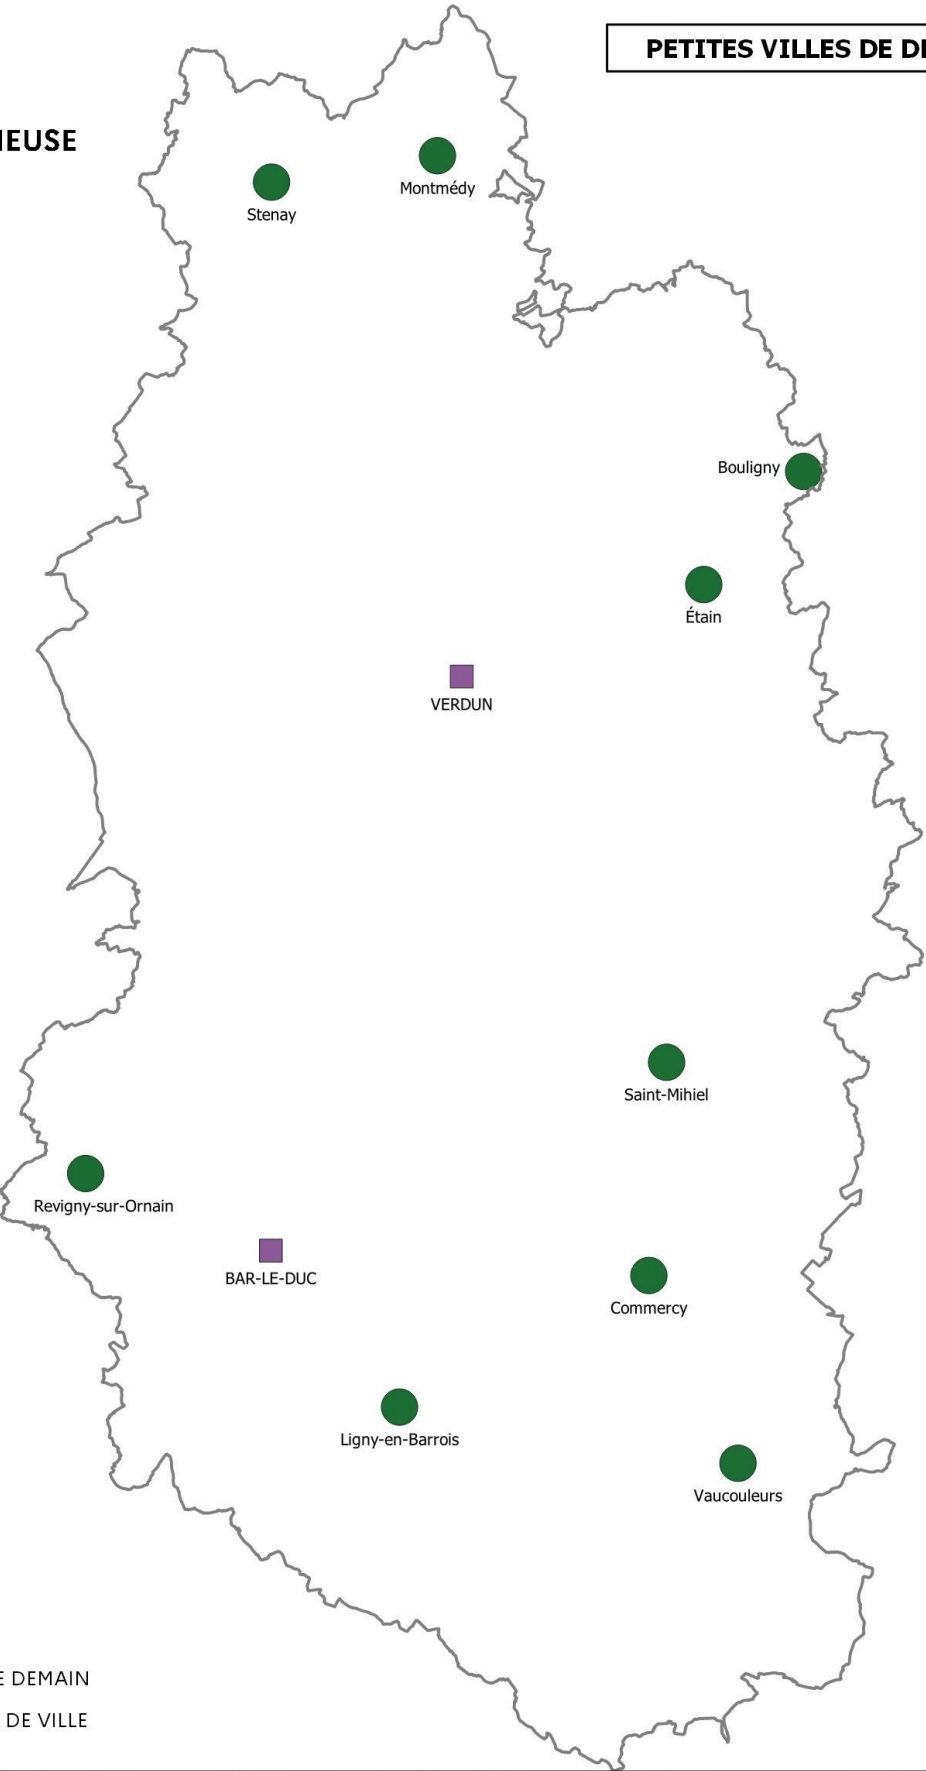 PETITES VILLES DE DE
MEUSE
Montmédy
Stenay
Bouligny
Étain
VERDUN
Saint-Mihiel
Revigny-sur-Ornain
BAR-LE-DUC
Commercy
Ligny-en-Barrois
Vaucouleurs
E DEMAIN
DE VILLE